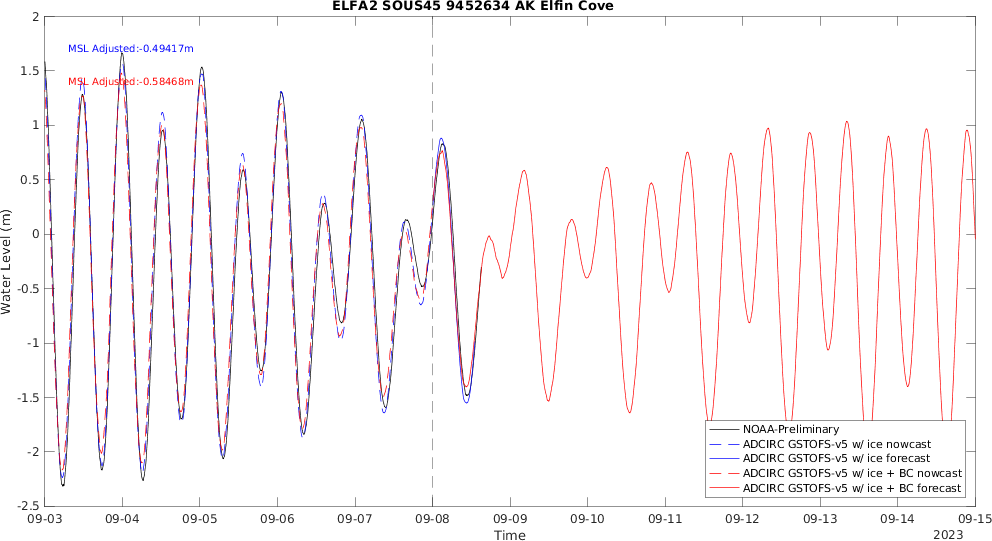 ELFA2 SOUS45 9452634 AK Elfin Cove
MSL Adjusted:-0.49417m
MSL Adjusted:-0.58468m
Water Level (m)
2
1.5
1
0.5
0
-0.5
-1
-1.5
-2
-2.5
NOAA-Preliminary
ADCIRC GSTOFS-v5 w/ ice nowcast
ADCIRC GSTOFS-v5 w/ ice forecast
ADCIRC GSTOFS-v5 w/ ice + BC nowcast
ADCIRC GSTOFS-v5 w/ ice + BC forecast
09-03 09-04 09-05 09-06 09-07 09-08 09-09 09-10 09-11 09-12 09-13 09-14 09-15
Time
2023